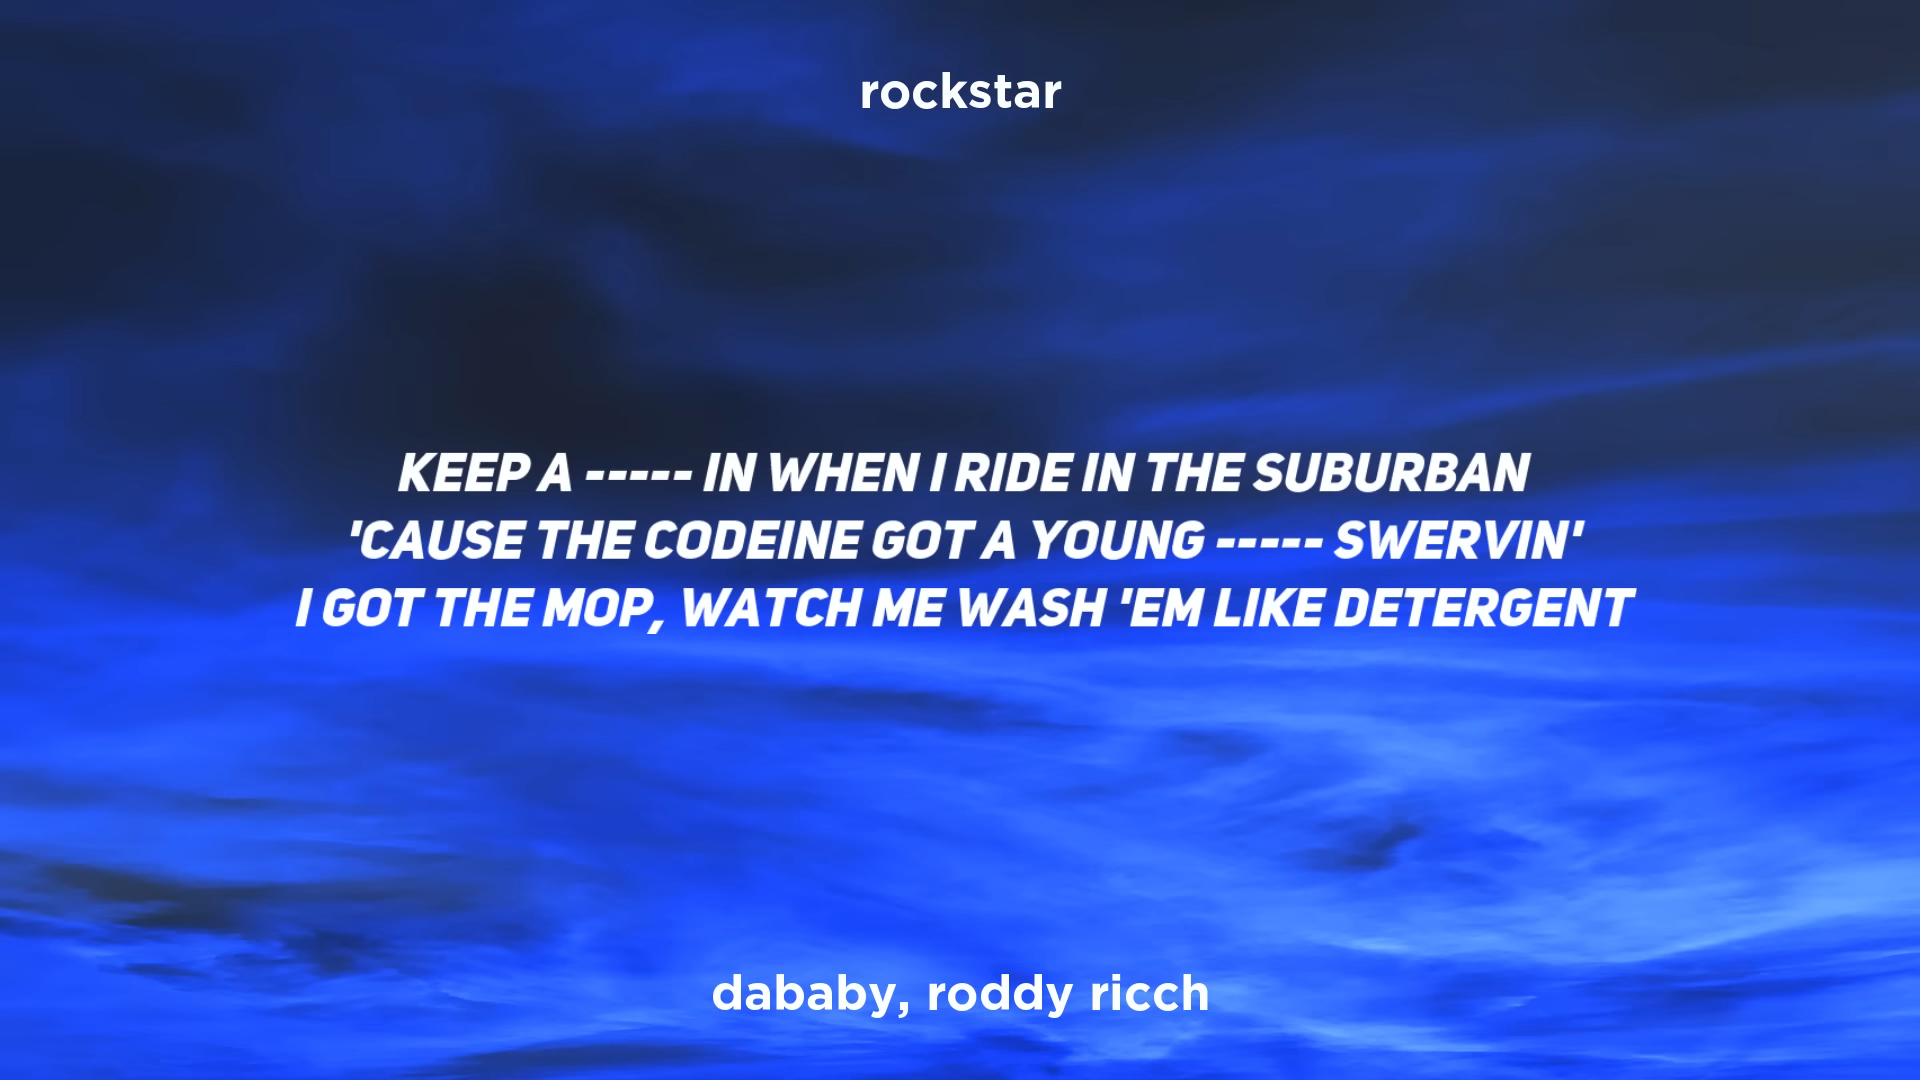 rockstar
KEEP A ----- IN WHEN I RIDE IN THE SUBURBAN
'CAUSE THE CODEINE GOT A YOUNG ----- SWERVIN'
I GOT THE MOP, WATCH ME WASH 'EM LIKE DETERGENT
dababy, roddy ricch